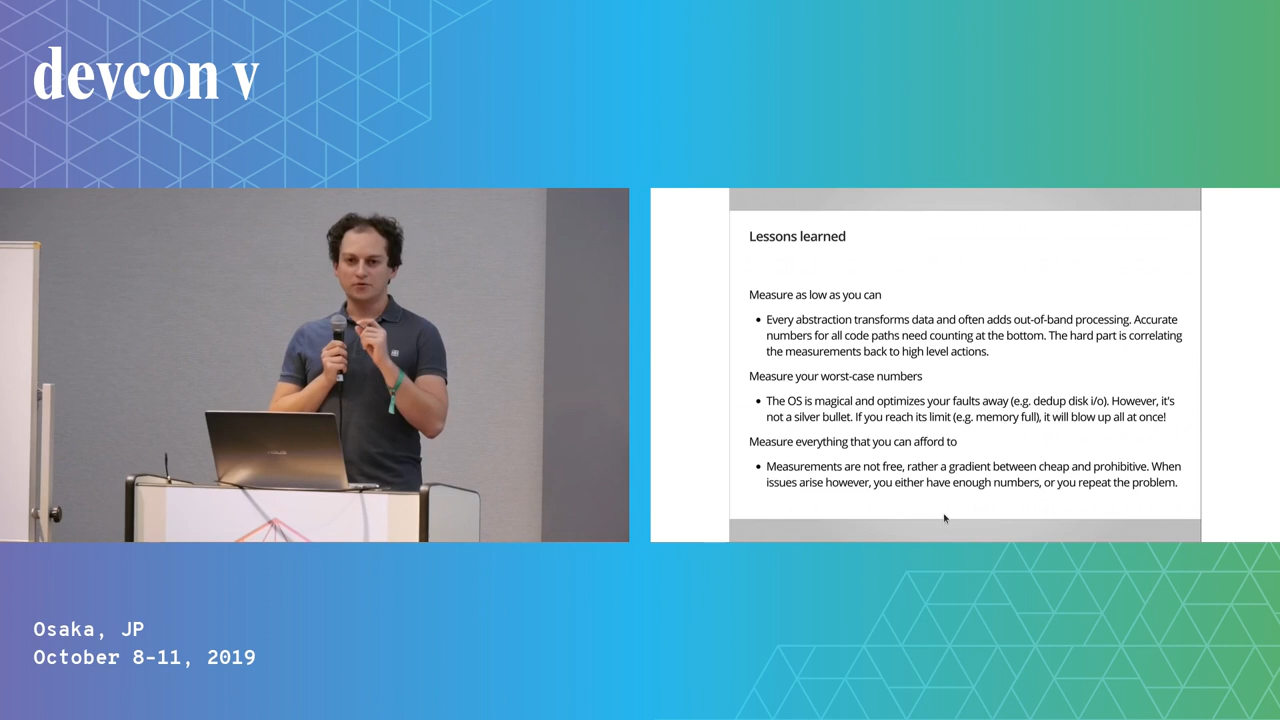 devcon v
Lessons learned
Measure as low as you can
• Every abstraction transforms data and often adds out-of-band processing. Accurate
numbers for all code paths need counting at the bottom. The hard part is correlating
the measurements back to high level actions.
Measure your worst-case numbers
• The OS is magical and optimizes your faults away (e.g. dedup disk i/o). However, it's
not a silver bullet. If you reach its limit (e.g. memory full), it will blow up all at once!
Measure everything that you can afford to
• Measurements are not free, rather a gradient between cheap and prohibitive. When
issues arise however, you either have enough numbers, or you repeat the problem.
Osaka, JP
October 8-11, 2019